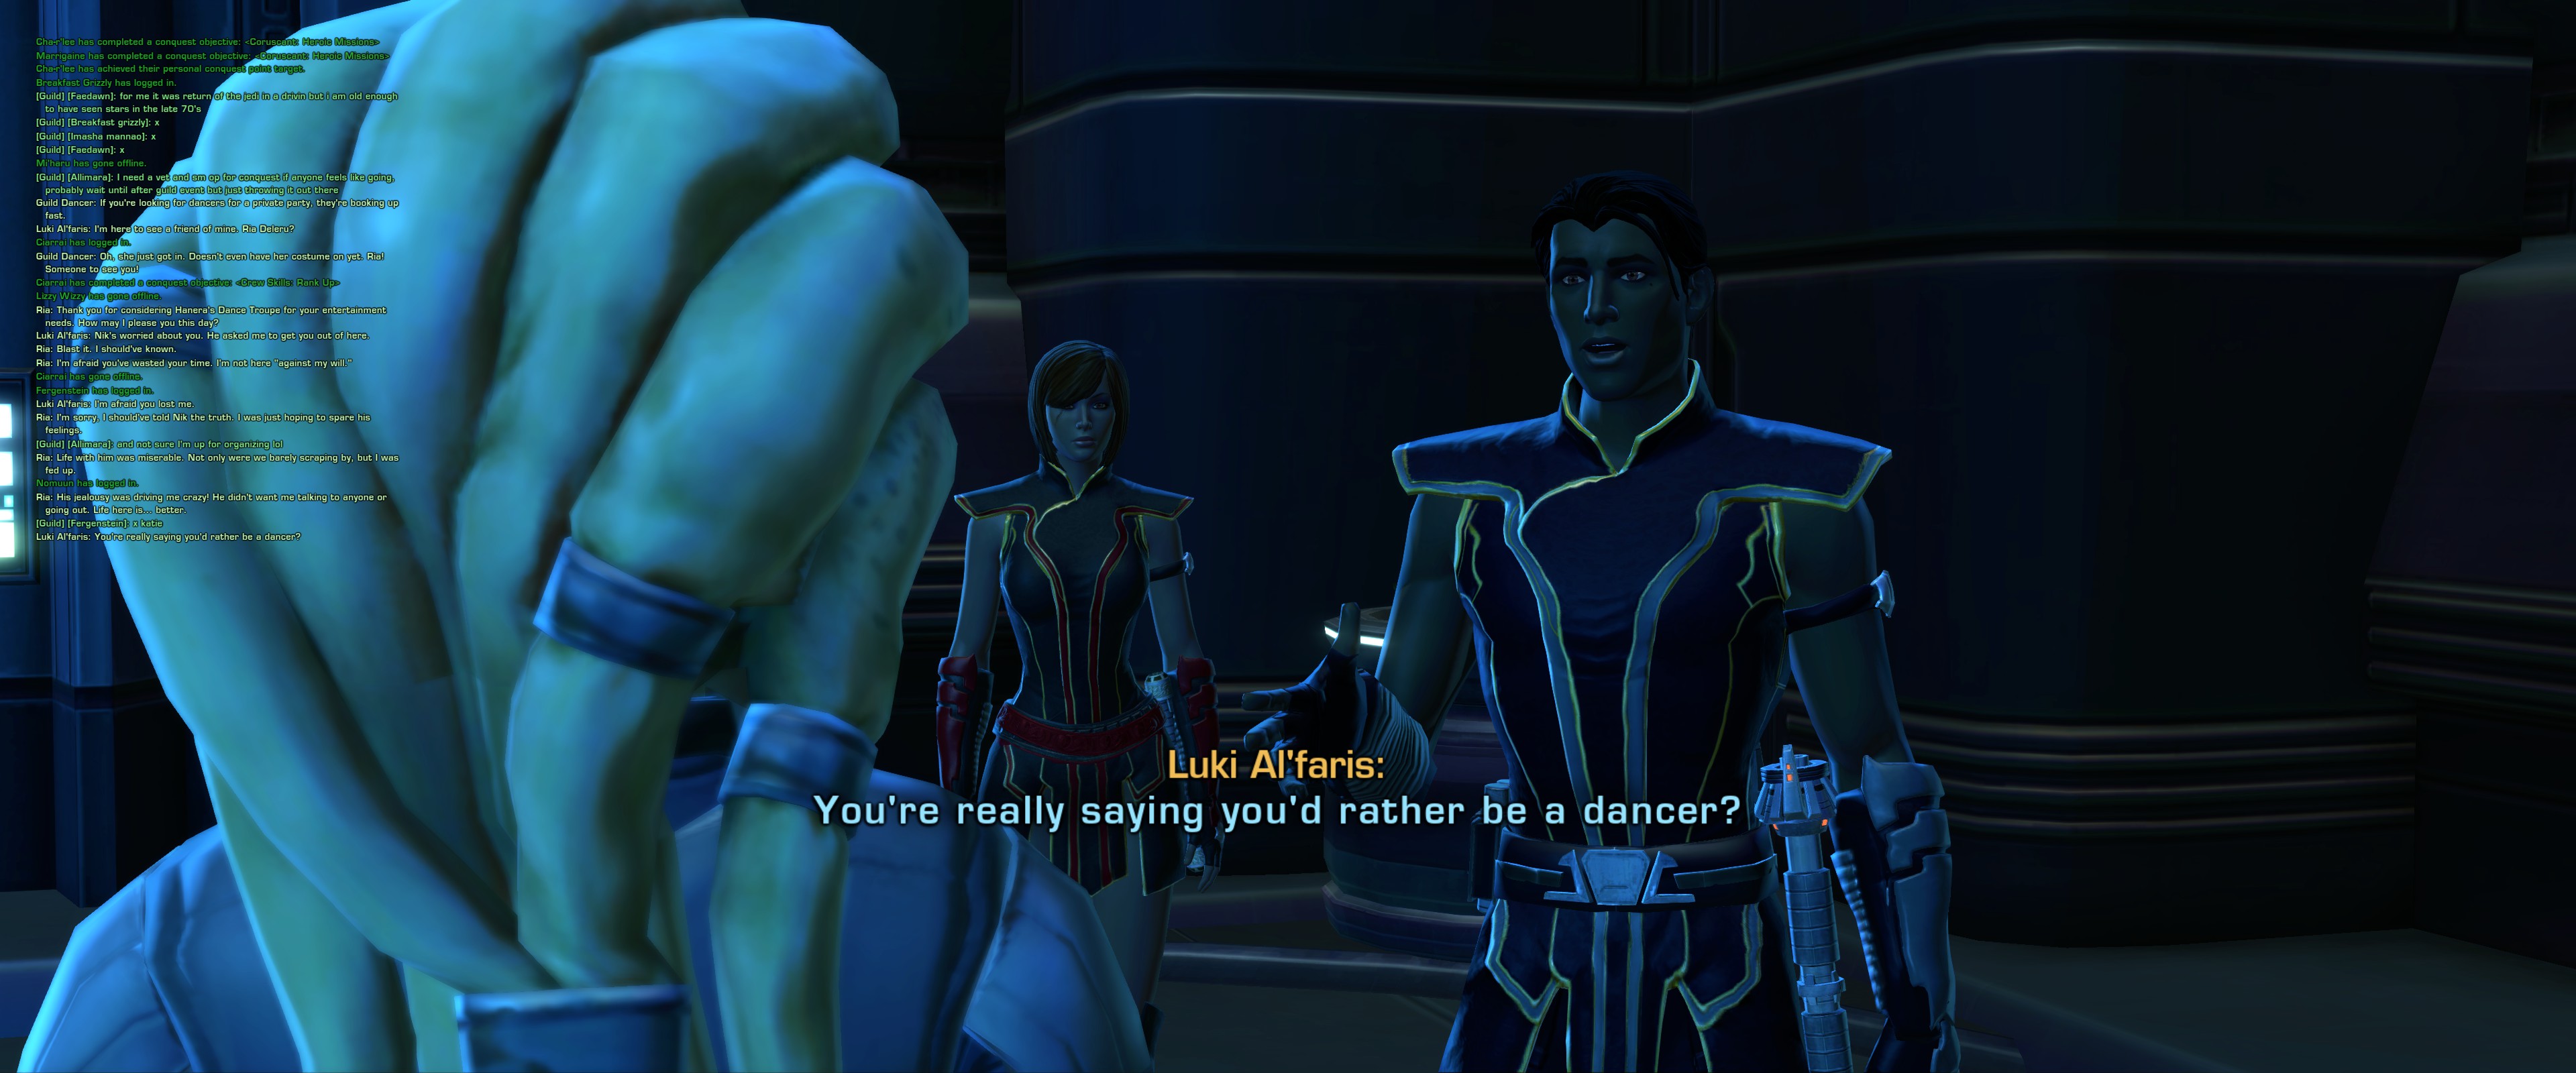 Cha-r'lee has completed a conquest objective: <Coruscant: Heroic Missions>
Marrigaine has completed a conquest objective: <Coruscant: Heroic Missions>
Cha-r'lee has achieved their personal conquest point target.
Breakfast Grizzly has logged in.
[Guild] [Faedawn]: for me it was return of the jedi in a drivin but i am old enough
to have seen stars in the late 70's
[Guild] [Breakfast grizzly]: x
[Guild] [Imasha mannao]: x
[Guild] [Faedawn]: x
Mi'haru has gone offline.
[Guild] [Allimara]: I need a vet and sm op for conquest if anyone feels like going,
probably wait until after guild event but just throwing it out there
Guild Dancer: If you're looking for dancers for a private party, they're booking up
fast.
Luki Al'faris: I'm here to see a friend of mine. Ria Deleru?
Ciarrai has logged in.
Guild Dancer: Oh, she just got in. Doesn't even have her costume on yet. Ria!
Someone to see you!
Ciarrai has completed a conquest objective: <Crew Skills: Rank Up>
Lizzy Wizzy has gone offline.
Ria: Thank you for considering Hanera's Dance Troupe for your entertainment
needs. How may I please you this day?
Luki Al'faris: Nik's worried about you. He asked me to get you out of here.
Ria: Blast it. I should've known.
Ria: I'm afraid you've wasted your time. I'm not here "against my will."
Ciarrai has gone offline.
Fergenstein has logged in.
Luki Al'faris: I'm afraid you lost me.
Ria: I'm sorry, I should've told Nik the truth. I was just hoping to spare his
feelings.
[Guild] [Allimara]: and not sure I'm up for organizing lol
Ria: Life with him was miserable. Not only were we barely scraping by, but I was
fed up.
Nomuun has logged in.
Ria: His jealousy was driving me crazy! He didn't want me talking to anyone or
going out. Life here is... better.
[Guild] [Fergenstein]: x katie
Luki Al'faris: You're really saying you'd rather be a dancer?
Luki Al'faris:
You're really saying you'd rather be a dancer?